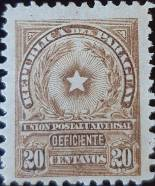 REPUBLICA DEL PARAGUAY
UNION POSTAL UNIVERSAL
DEFICIENTE
20 CENTAVOS 20